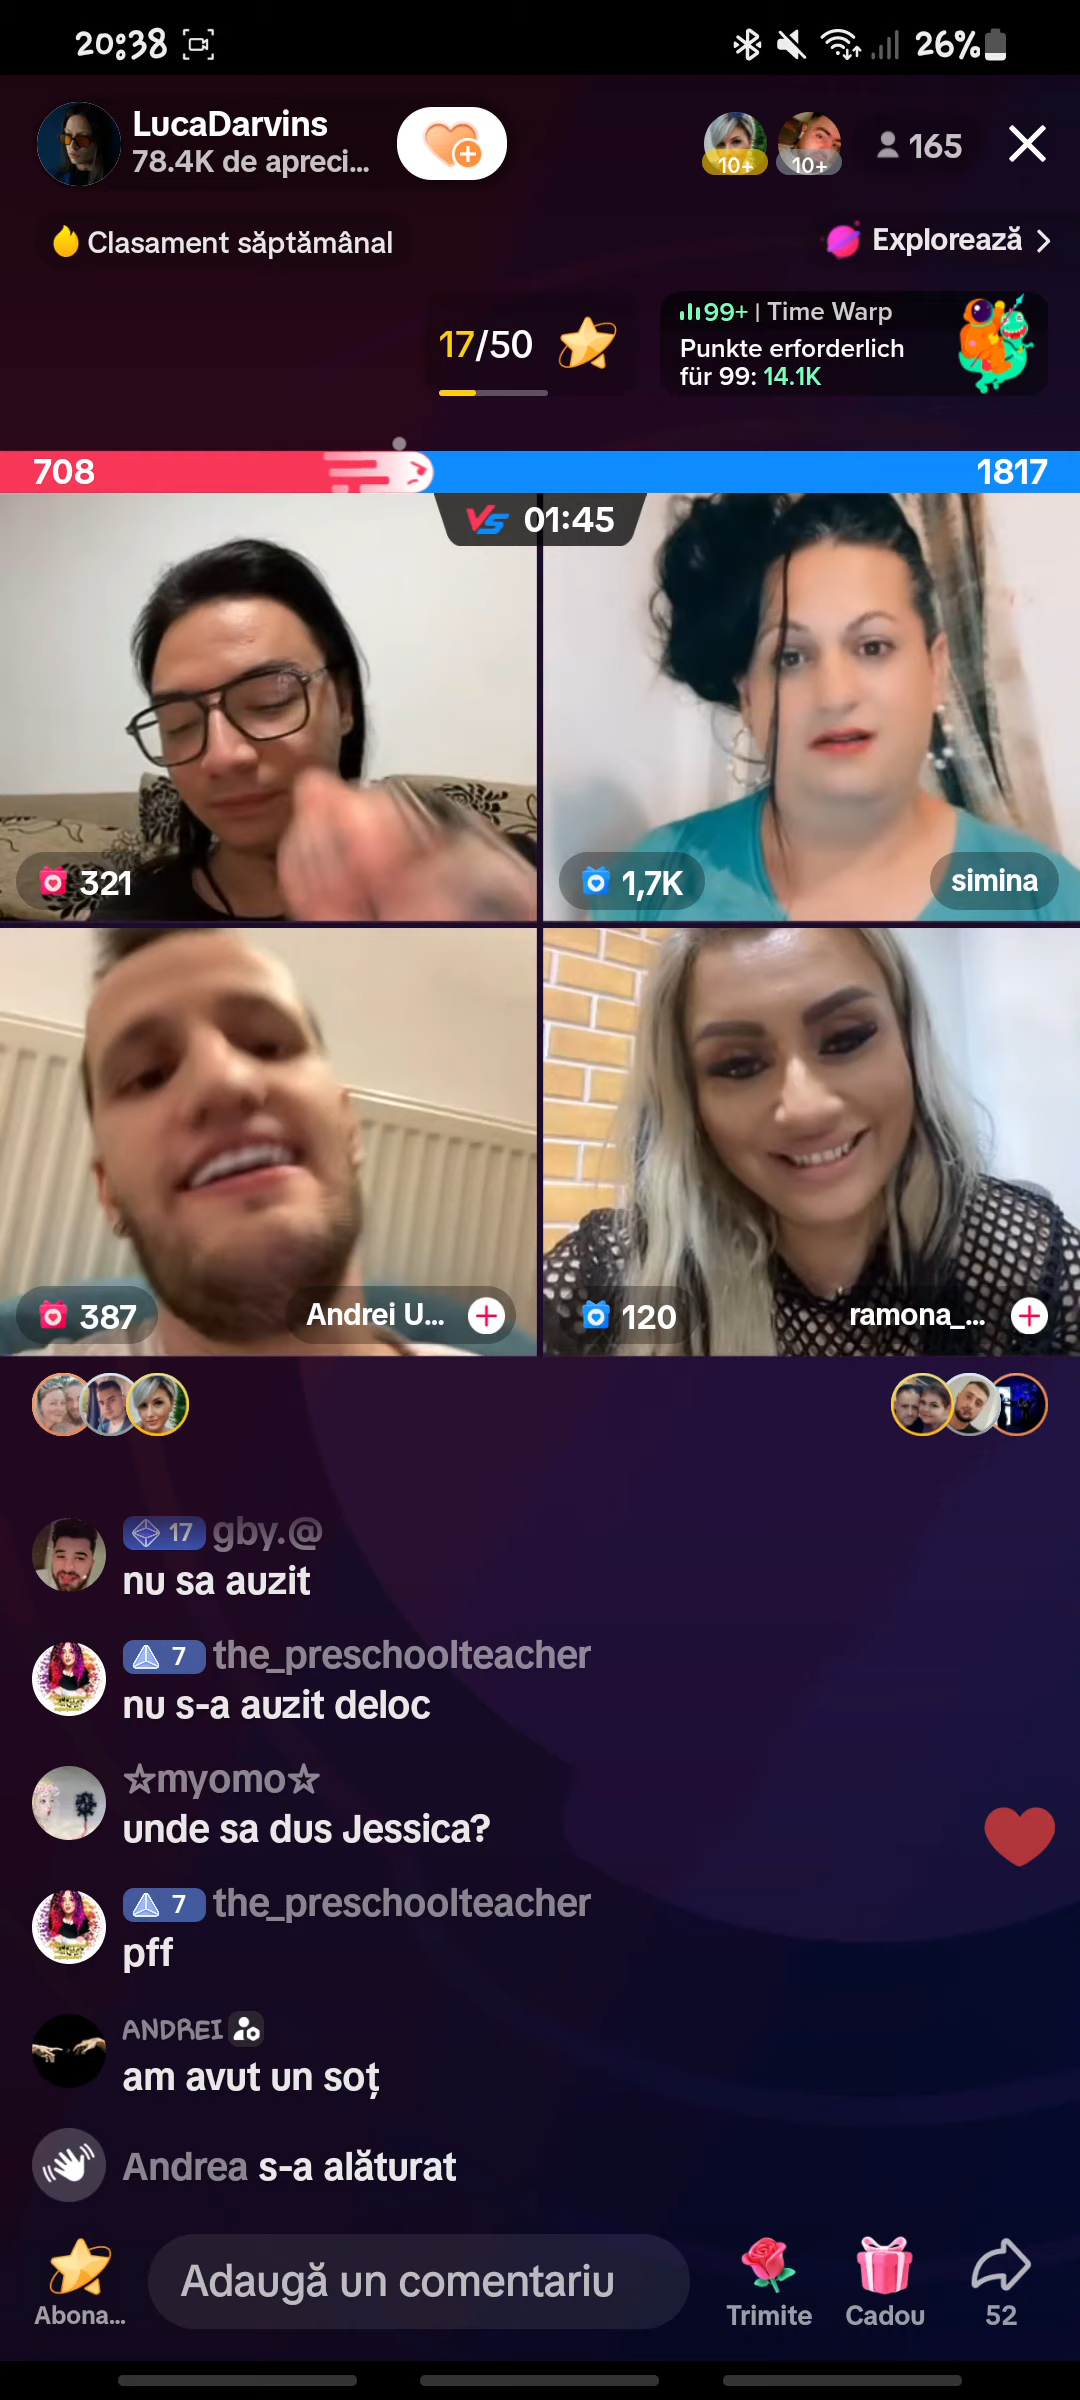 20:38
26%
LucaDarvins
78.4K de apreci...
10+
10+
165
Clasament săptămânal
Explorează
17/50
99+ | Time Warp
Punkte erforderlich
für 99: 14.1K
708
1817
VS 01:45
321
1,7K
simina
387
Andrei U...
120
ramona_...
17 gby.@
nu sa auzit
7 the_preschoolteacher
nu s-a auzit deloc
☆myomo☆
unde sa dus Jessica?
7 the_preschoolteacher
pff
ANDREI
am avut un soț
Andrea s-a alăturat
Abona...
Adaugă un comentariu
Trimite
Cadou
52